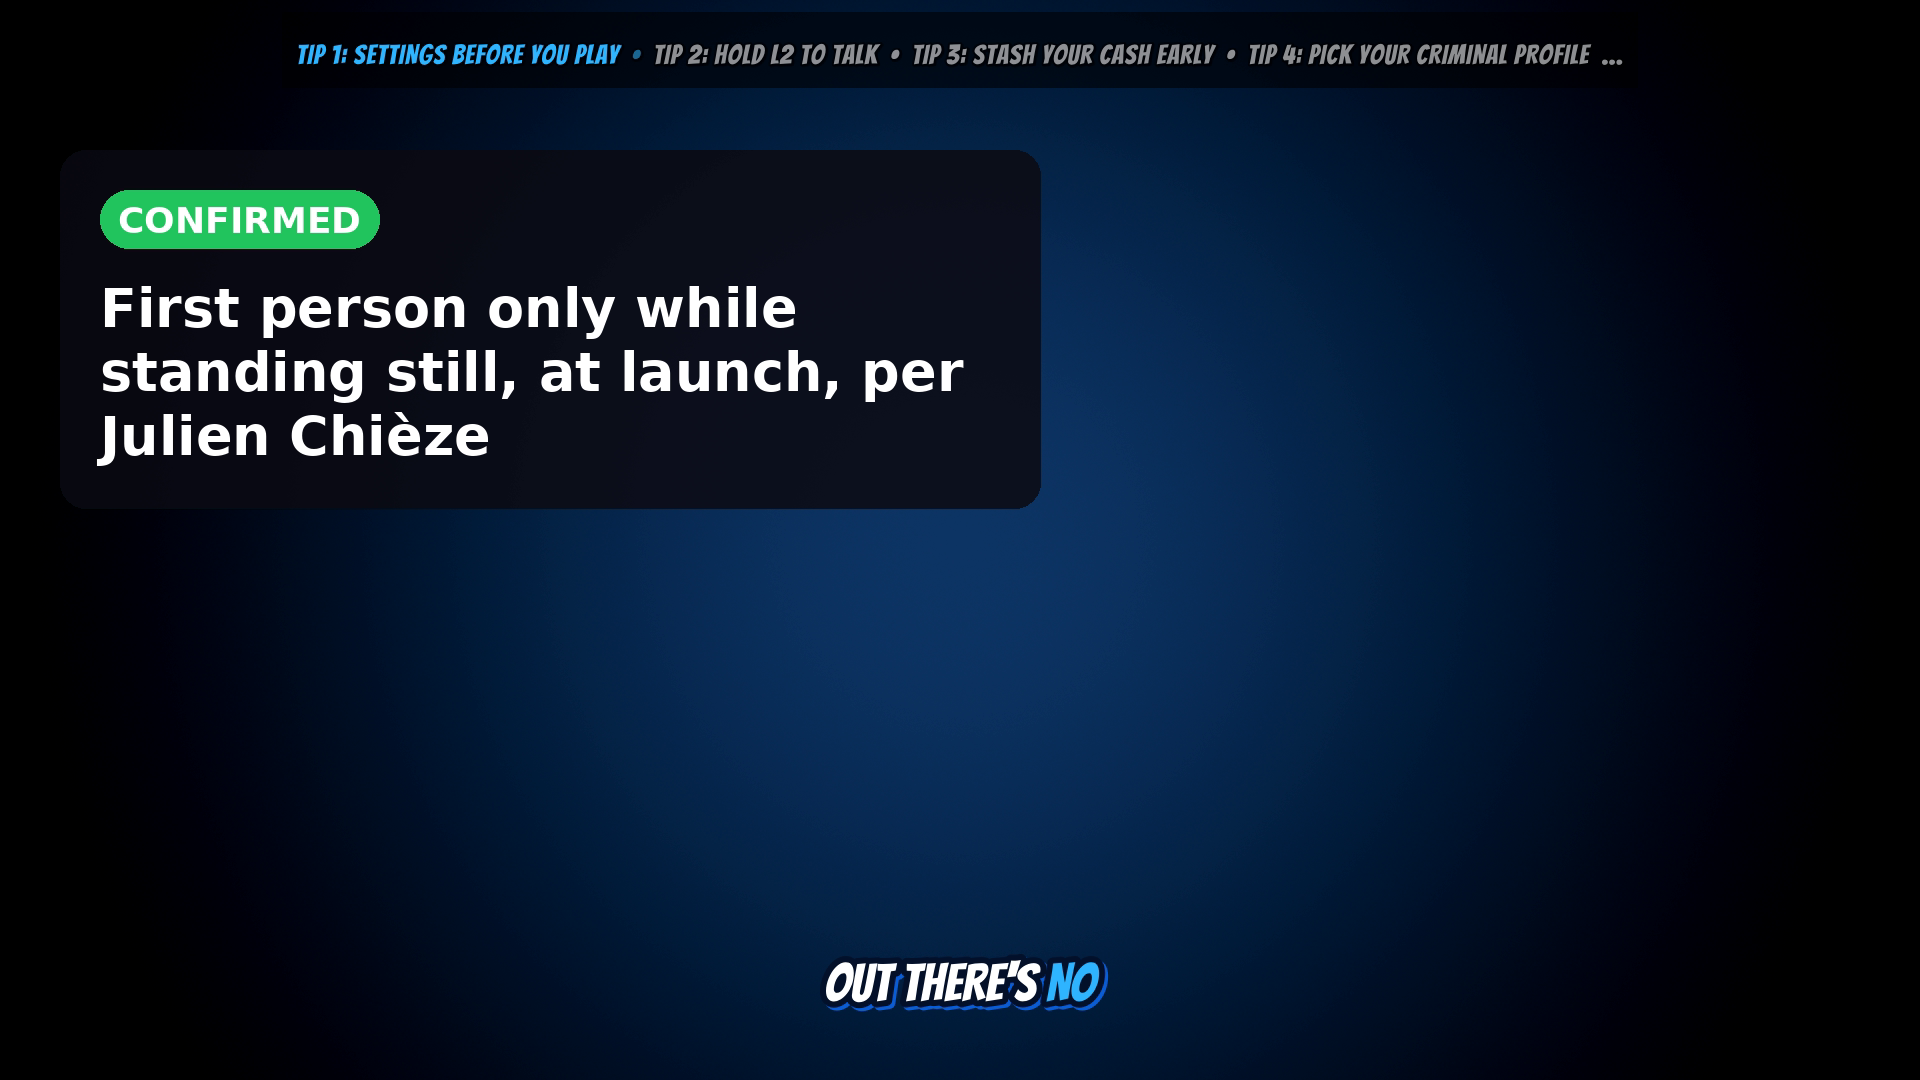 TIP 1: SETTINGS BEFORE YOU PLAY • TIP 2: HOLD L2 TO TALK • TIP 3: STASH YOUR CASH EARLY • TIP 4: PICK YOUR CRIMINAL PROFILE ...
CONFIRMED
First person only while
standing still, at launch, per
Julien Chièze
OUT THERE'S NO